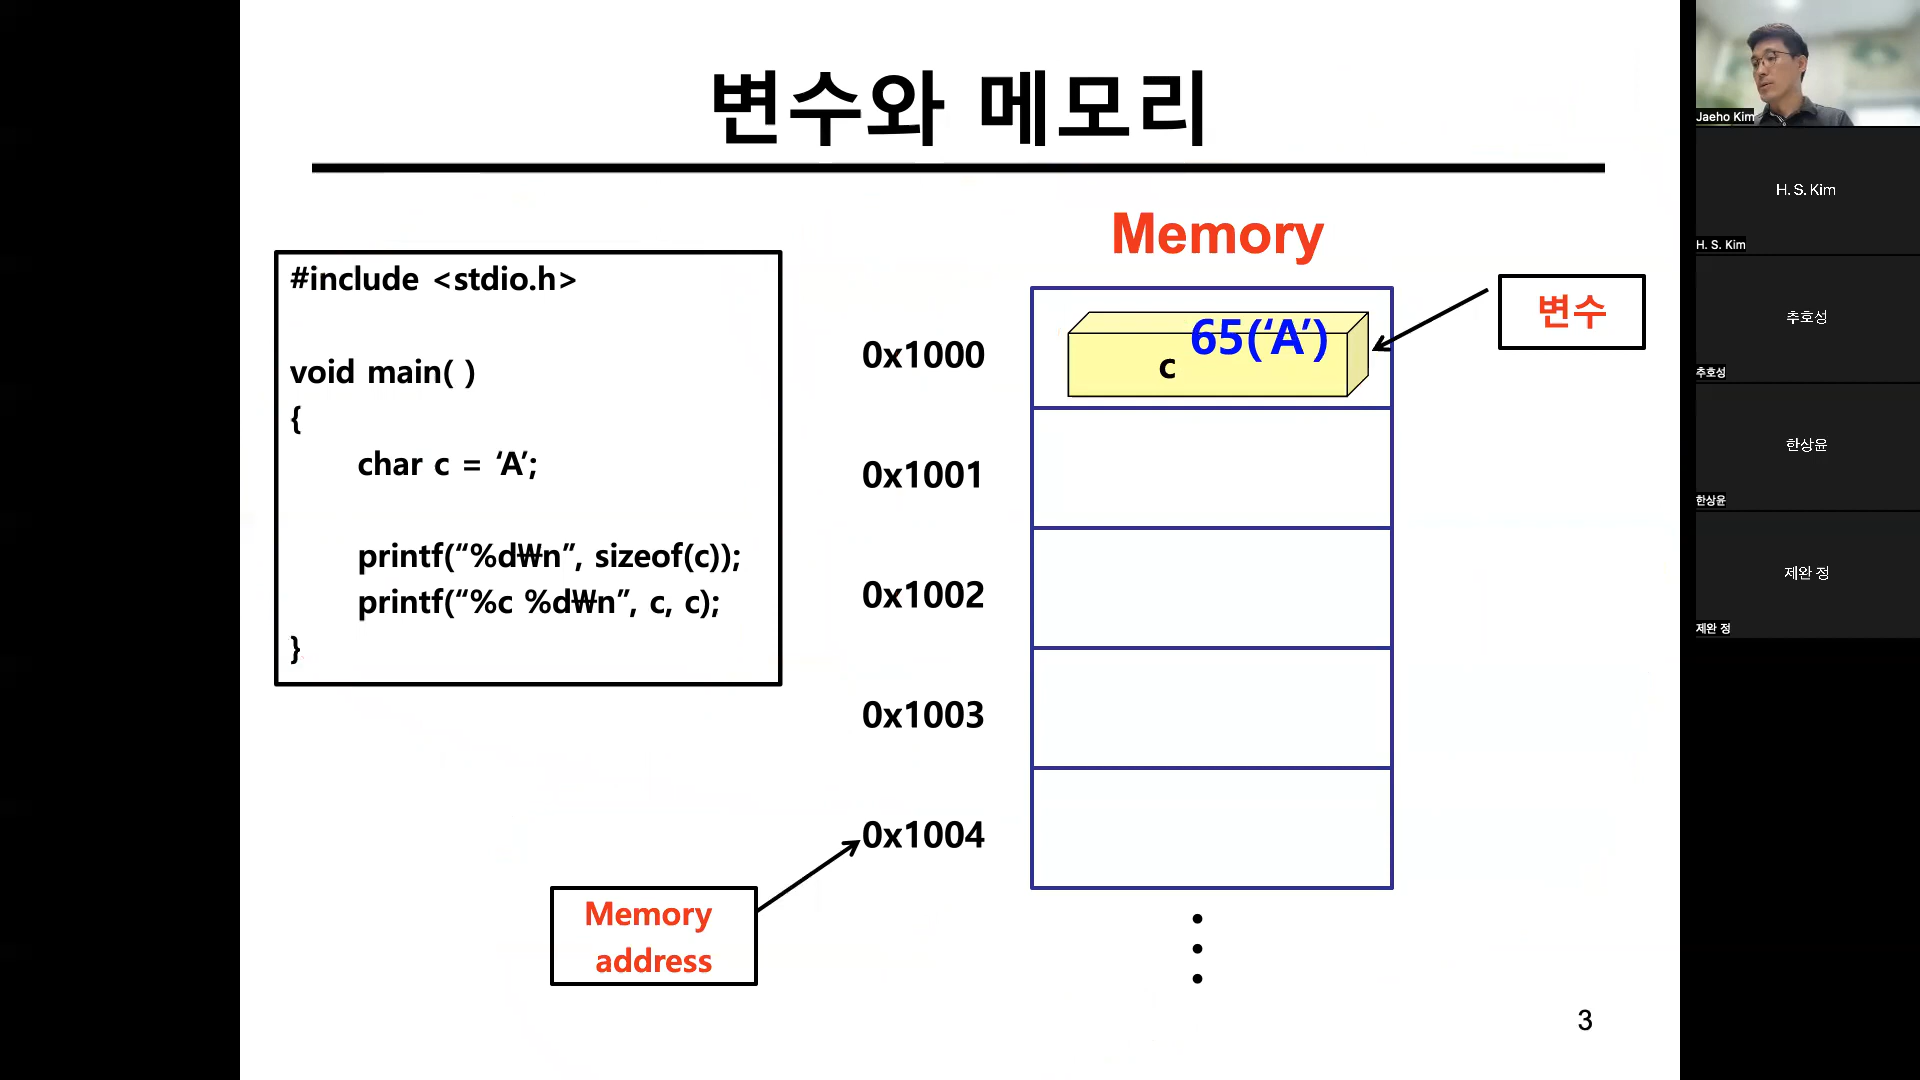 변수와 메모리
#include <stdio.h>
void main( )
{
char c = ‘A’;
printf(“%d₩n”, sizeof(c));
printf(“%c %d₩n”, c, c);
}
Memory
변수
0x1000
65(‘A’)
c
0x1001
0x1002
0x1003
0x1004
Memory
address
3
Jaeho Kim
H. S. Kim
H. S. Kim
추호성
추호성
한상윤
한상윤
제완 정
제완 정